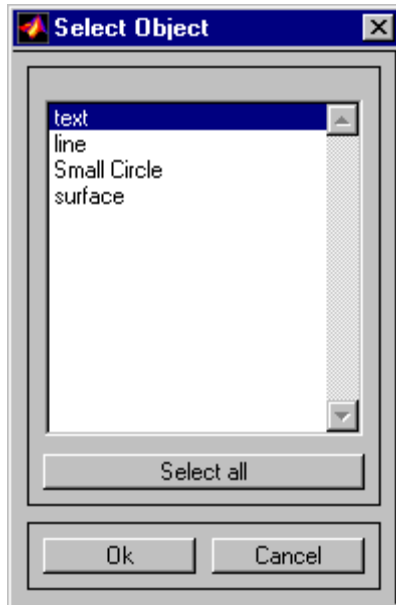 Select Object
text
line
Small Circle
surface
Select all
Ok
Cancel